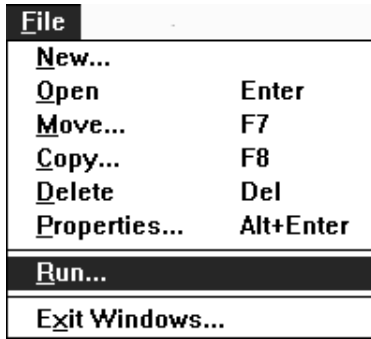 File
New...
Open Enter
Move... F7
Copy... F8
Delete Del
Properties... Alt+Enter
Run...
Exit Windows...